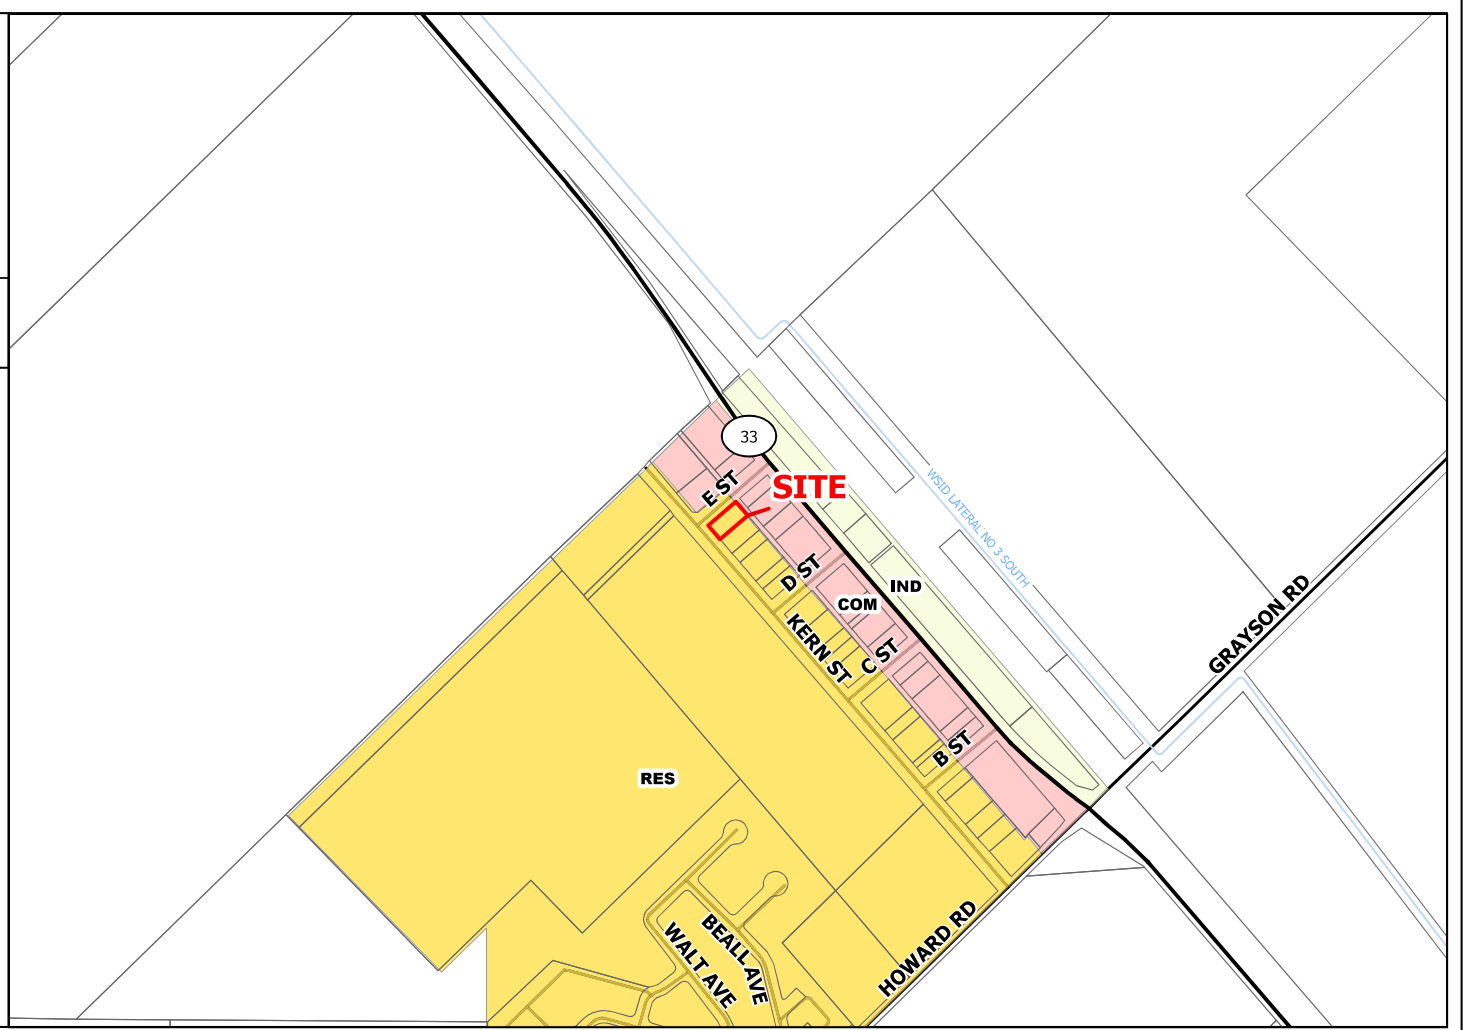 33
E ST
SITE
WSID LATERAL NO 3 SOUTH
D ST
IND
COM
GRAYSON RD
KERN ST
C ST
B ST
RES
HOWARD RD
BEALL AVE
WALT AVE